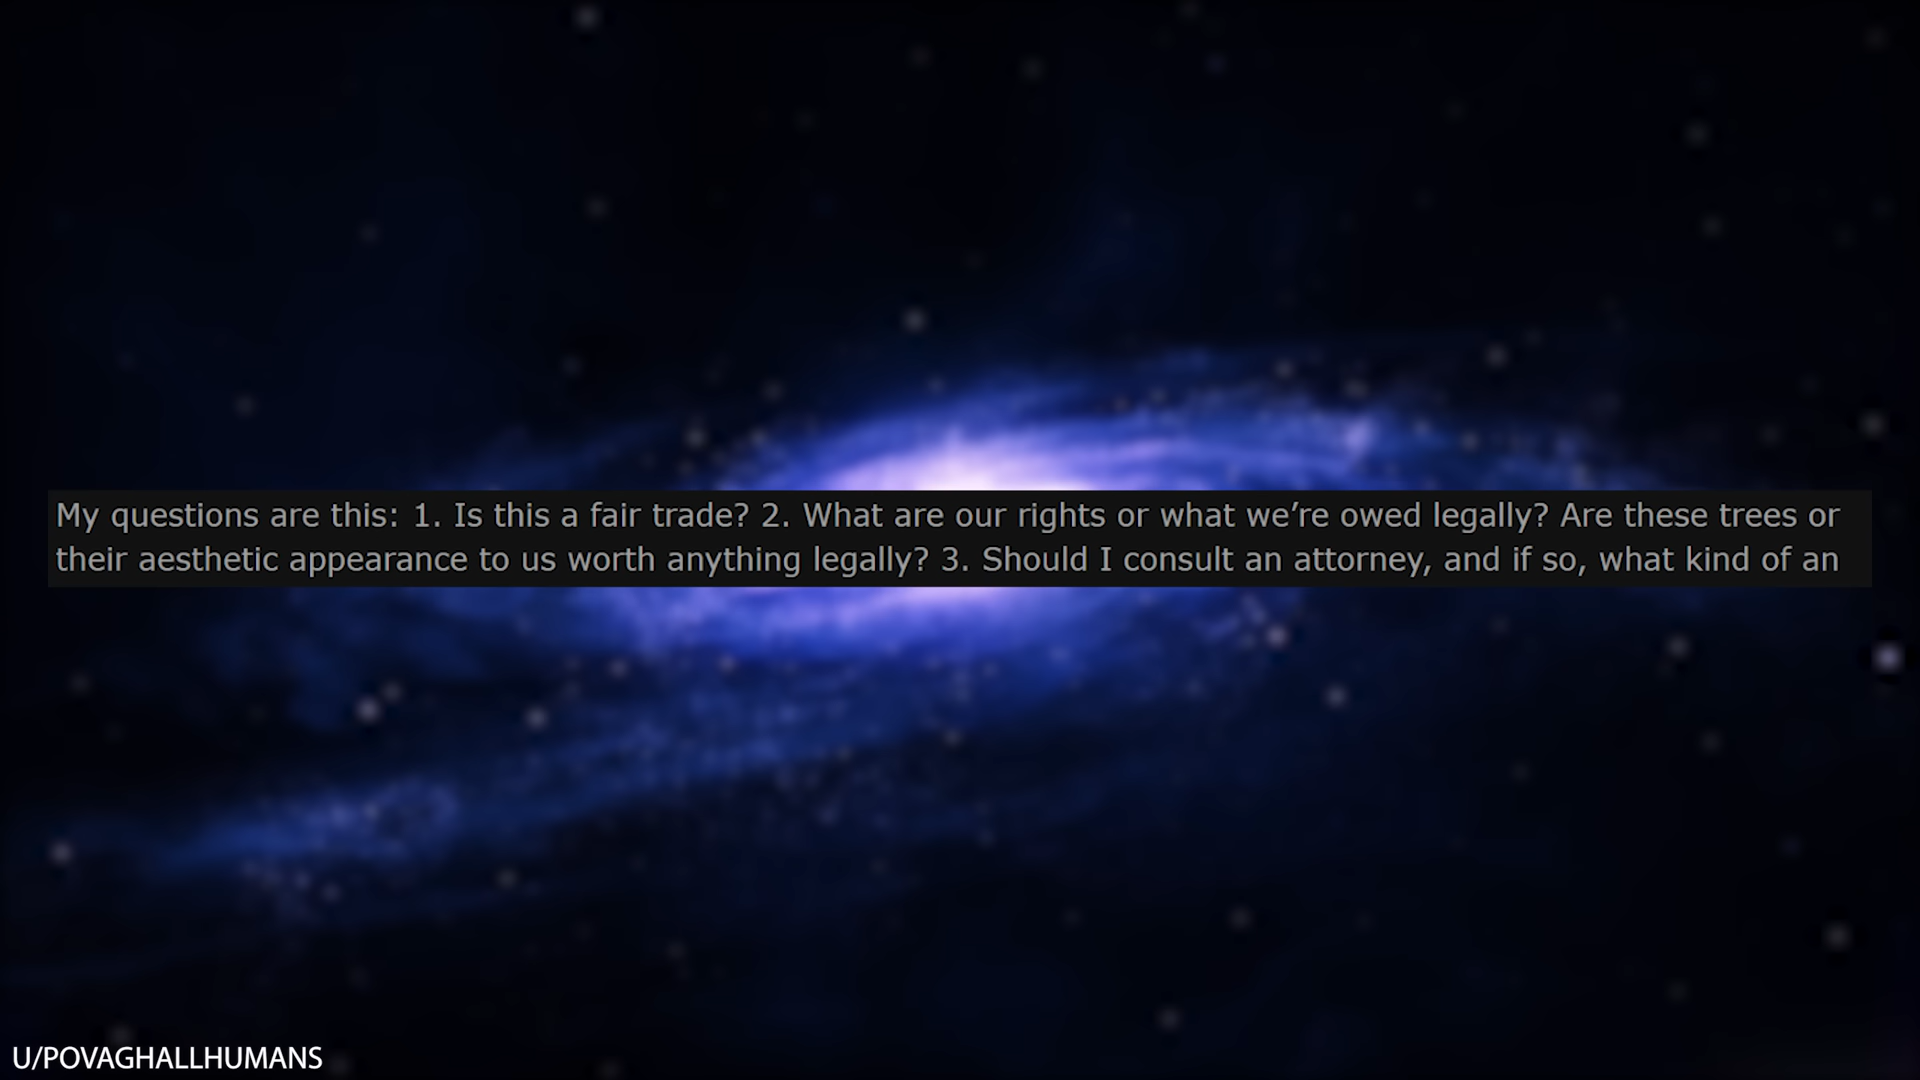 My questions are this: 1. Is this a fair trade? 2. What are our rights or what we’re owed legally? Are these trees or
their aesthetic appearance to us worth anything legally? 3. Should I consult an attorney, and if so, what kind of an
U/POVAGHALLHUMANS